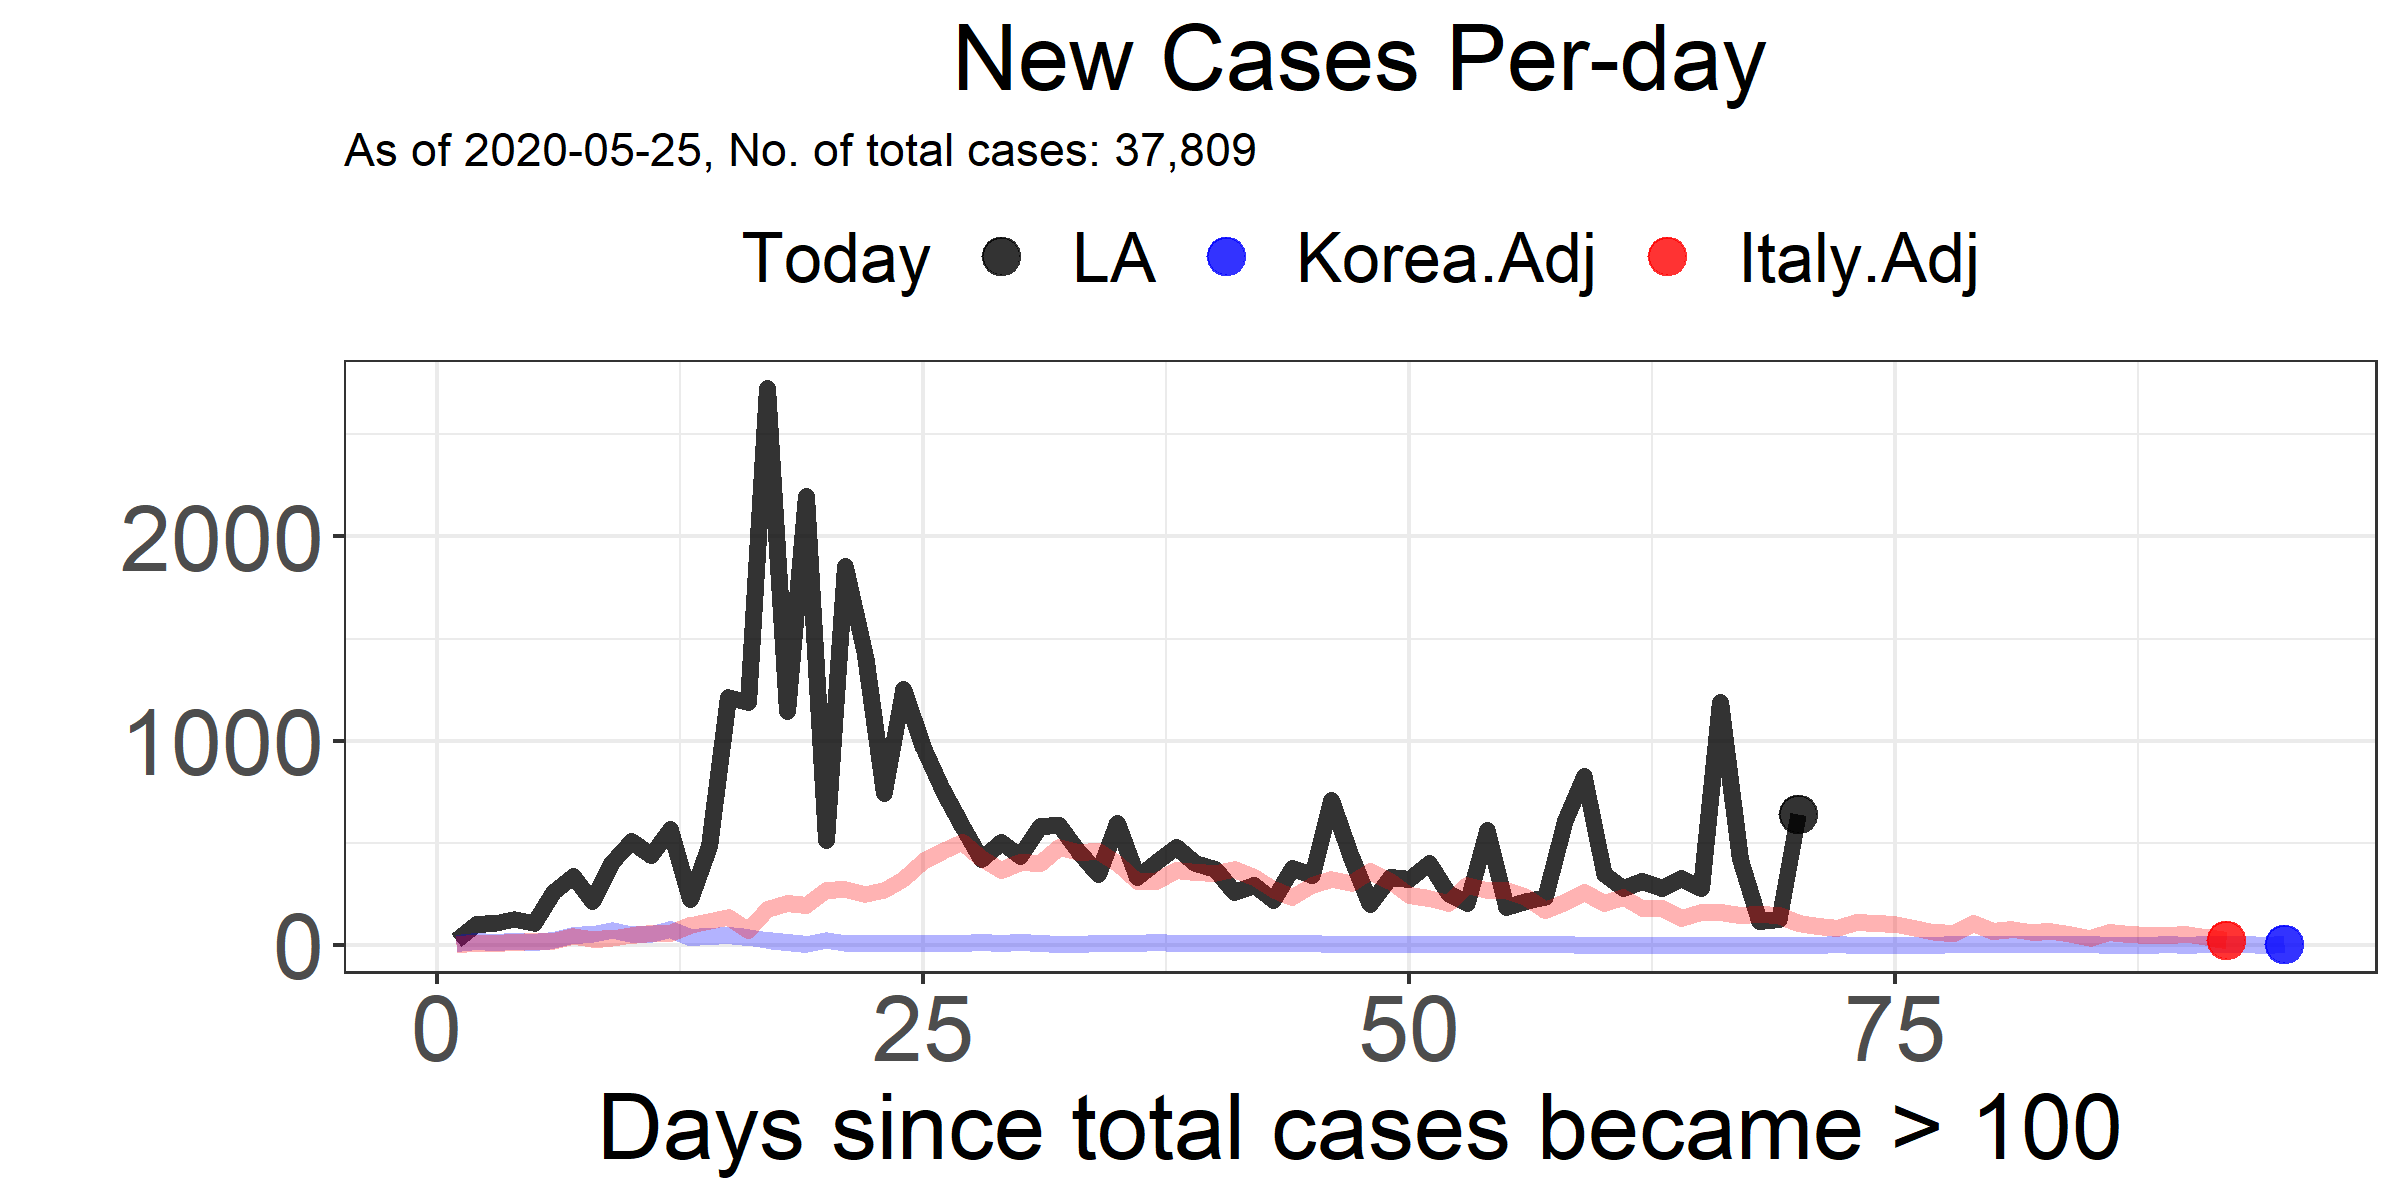 New Cases Per-day
As of 2020-05-25, No. of total cases: 37,809
Today LA Korea.Adj Italy.Adj
2000
1000
0
0 25 50 75
Days since total cases became > 100